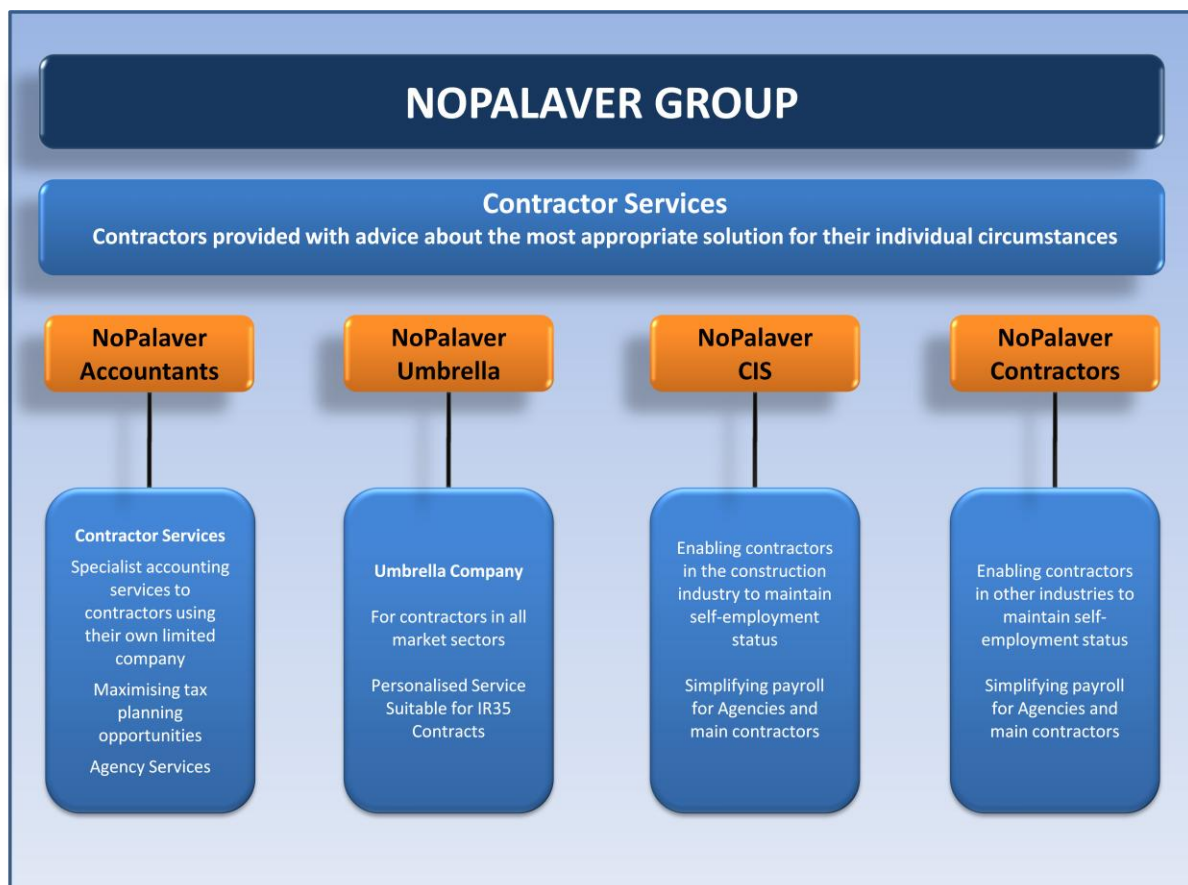 NOPALAVER GROUP
Contractor Services
Contractors provided with advice about the most appropriate solution for their individual circumstances
NoPalaver
Accountants
Contractor Services
Specialist accounting
services to
contractors using
their own limited
company
Maximising tax
planning
opportunities
Agency Services
NoPalaver
Umbrella
Umbrella Company
For contractors in all
market sectors
Personalised Service
Suitable for IR35
Contracts
NoPalaver
CIS
Enabling contractors
in the construction
industry to maintain
self-employment
status
Simplifying payroll
for Agencies and
main contractors
NoPalaver
Contractors
Enabling contractors
in other industries to
maintain self-
employment status
Simplifying payroll
for Agencies and
main contractors